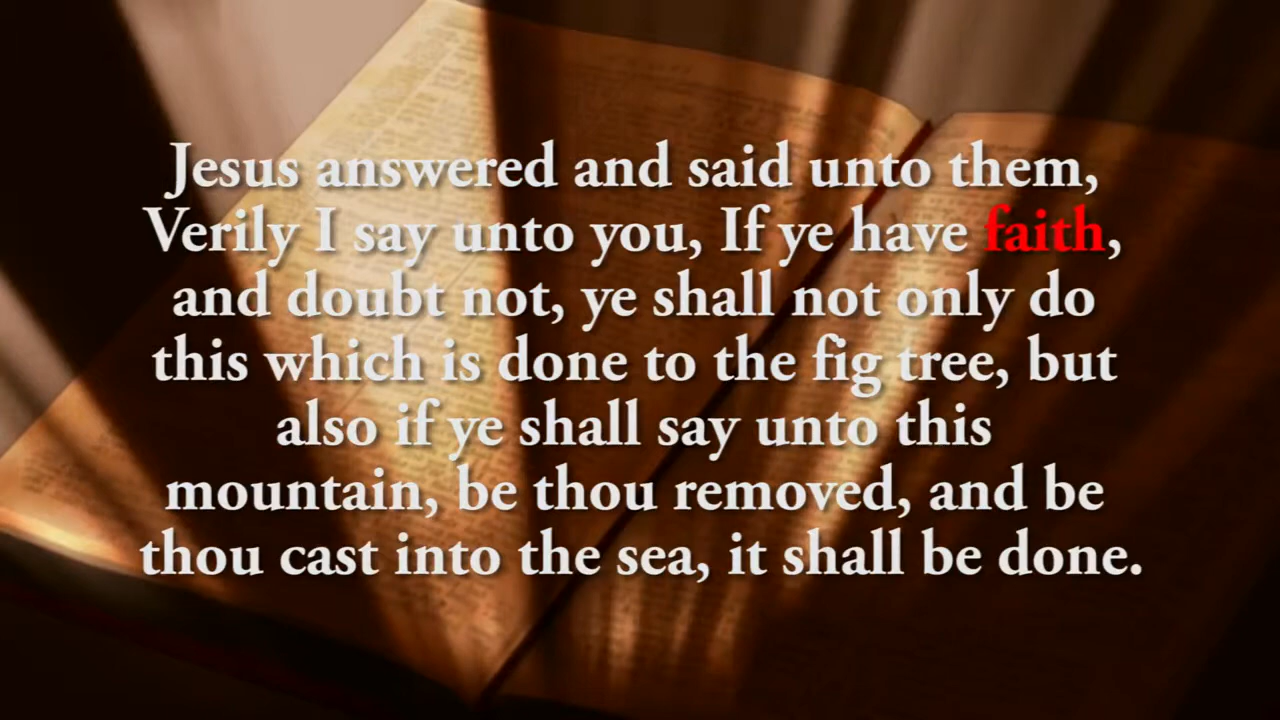 Jesus answered and said unto them,
Verily I say unto you, If ye have faith,
and doubt not, ye shall not only do
this which is done to the fig tree, but
also if ye shall say unto this
mountain, be thou removed, and be
thou cast into the sea, it shall be done.